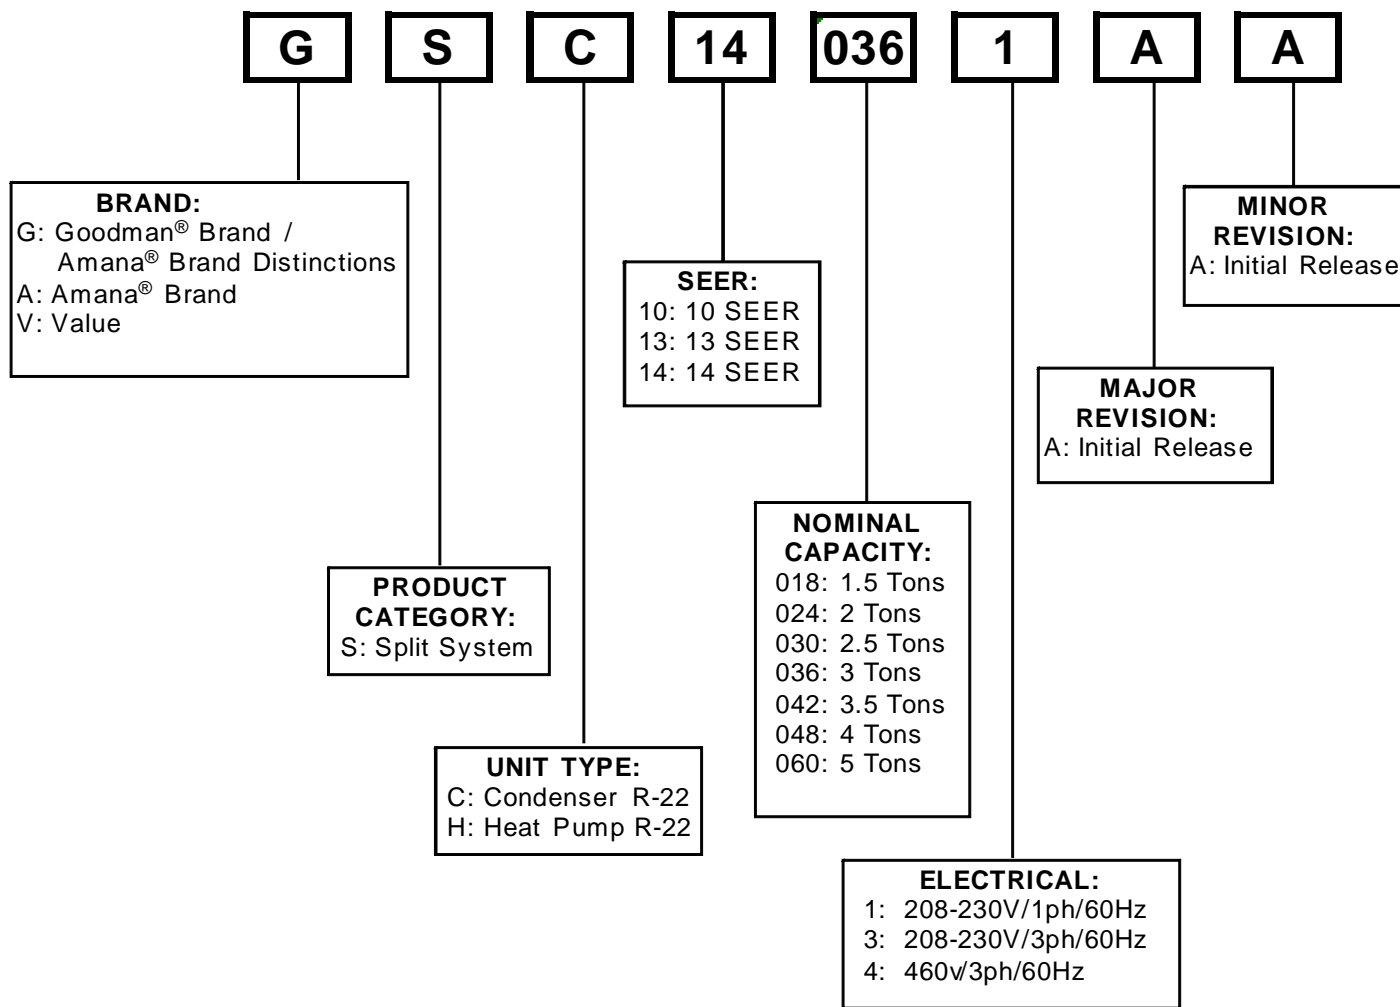 G S C 14 036 1 A A
BRAND:
G: Goodman® Brand /
Amana® Brand Distinctions
A: Amana® Brand
V: Value
PRODUCT
CATEGORY:
S: Split System
UNIT TYPE:
C: Condenser R-22
H: Heat Pump R-22
SEER:
10: 10 SEER
13: 13 SEER
14: 14 SEER
NOMINAL
CAPACITY:
018: 1.5 Tons
024: 2 Tons
030: 2.5 Tons
036: 3 Tons
042: 3.5 Tons
048: 4 Tons
060: 5 Tons
ELECTRICAL:
1: 208-230V/1ph/60Hz
3: 208-230V/3ph/60Hz
4: 460v/3ph/60Hz
MAJOR
REVISION:
A: Initial Release
MINOR
REVISION:
A: Initial Release